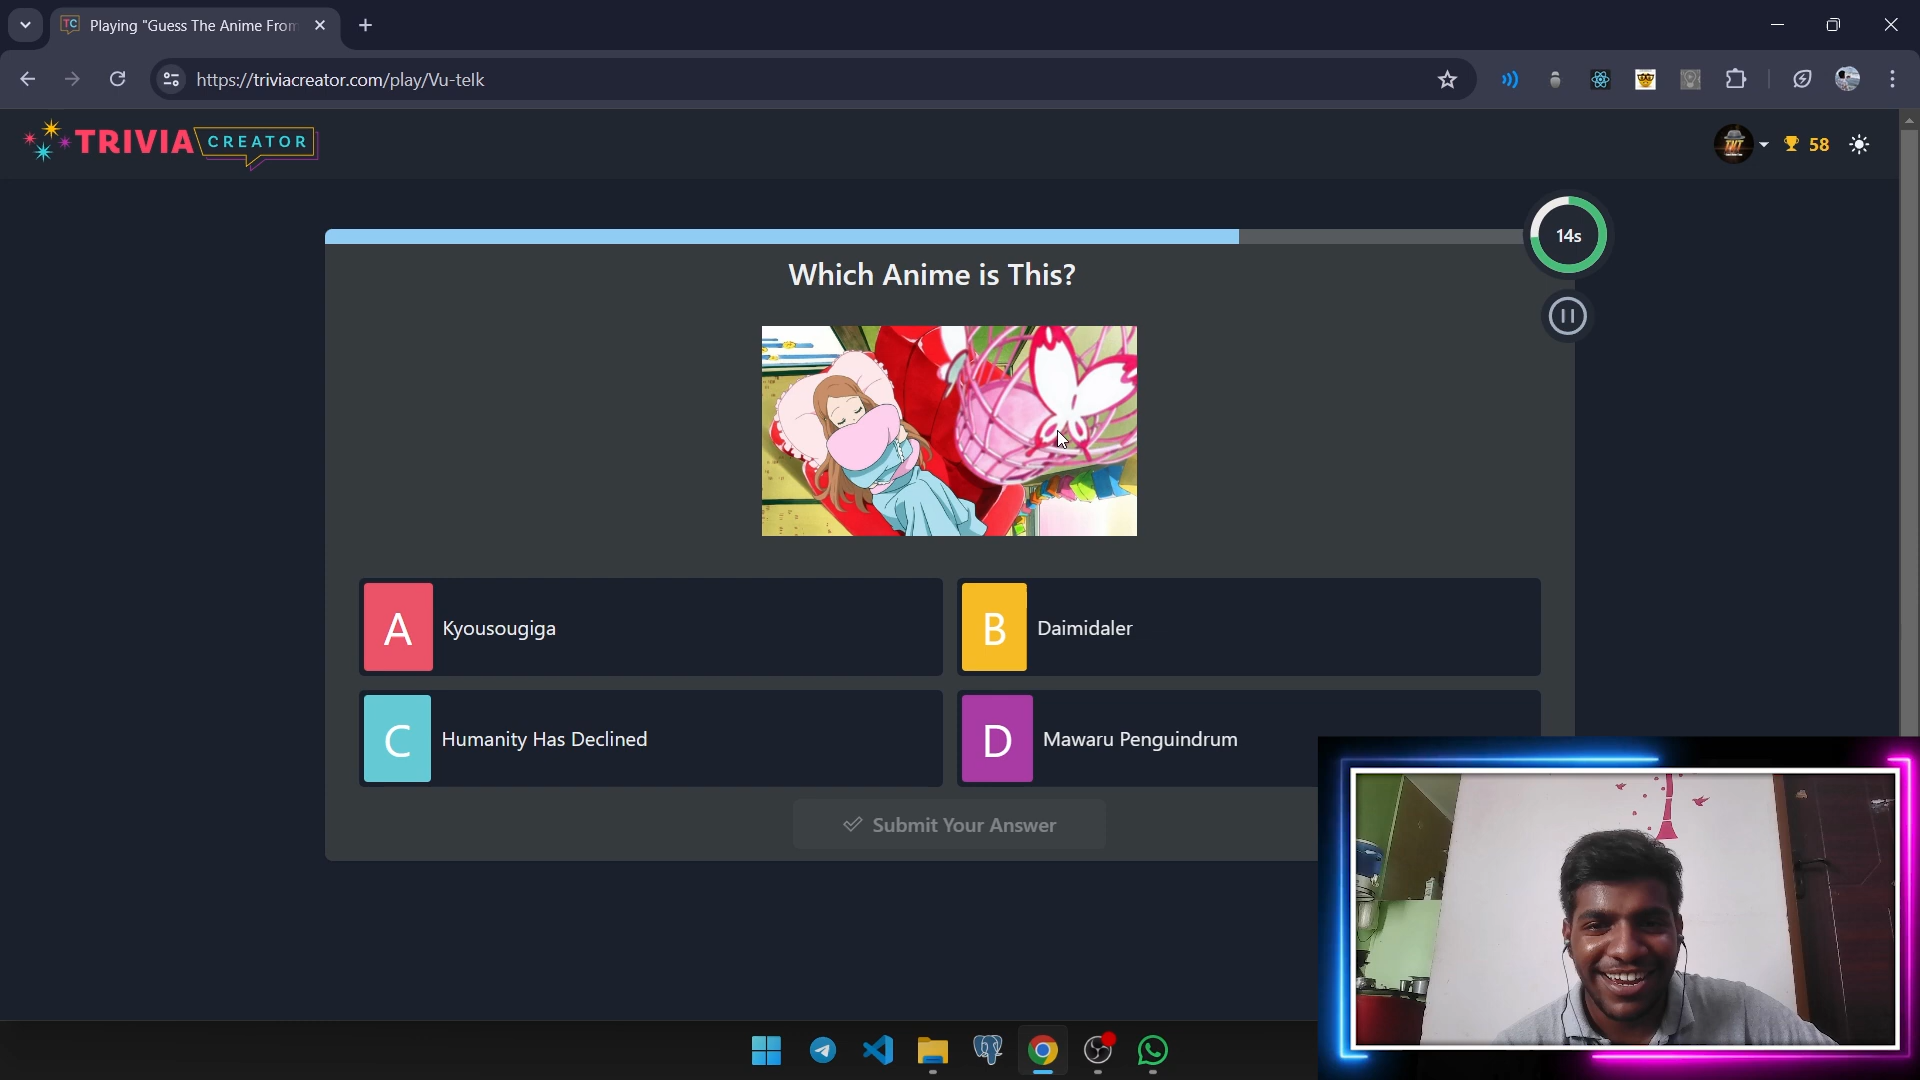 Playing "Guess The Anime From
https://triviacreator.com/play/Vu-telk
TRIVIA CREATOR
TNT
58
14s
Which Anime is This?
A Kyousougiga
B Daimidaler
C Humanity Has Declined
D Mawaru Penguindrum
Submit Your Answer